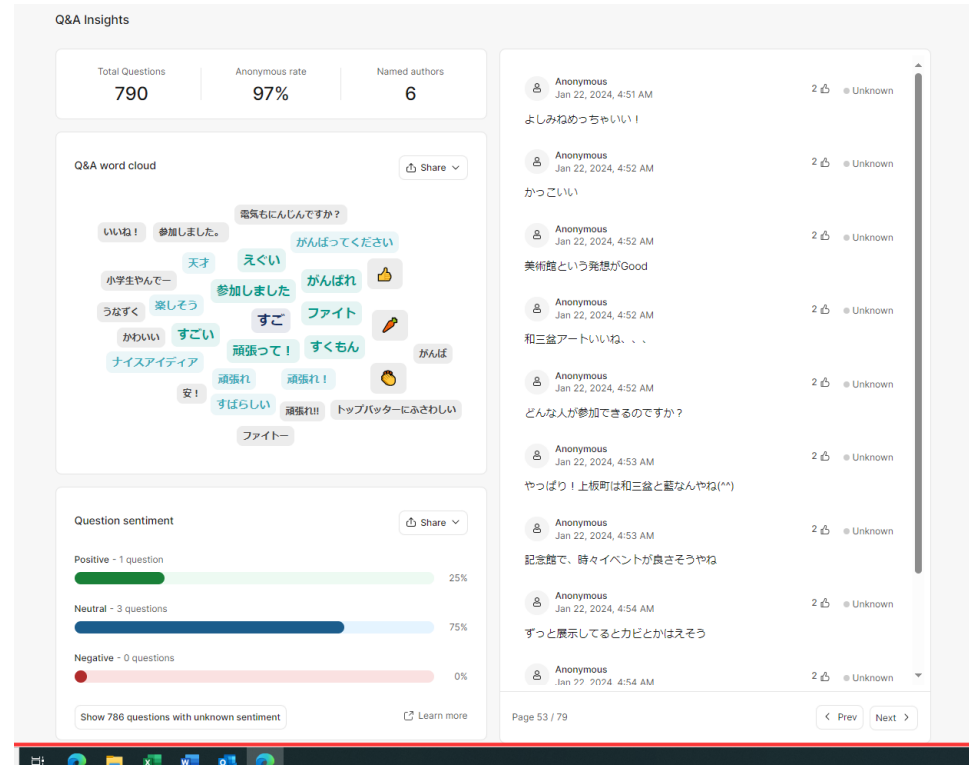 Q&A Insights
Total Questions
790
Anonymous rate
97%
Named authors
6
Q&A word cloud
Share
電気もにんじんですか？
いいね！
参加しました。
がんばってください
天才
えぐい
小学生やんでー
参加しました
がんばれ
うなずく
楽しそう
すご
ファイト
かわいい
すごい
頑張って！
すくもん
がんば
ナイスアイディア
頑張れ
頑張れ！
安！
すばらしい
頑張れ!!
トップバッターにふさわしい
ファイトー
Question sentiment
Share
Positive - 1 question
25%
Neutral - 3 questions
75%
Negative - 0 questions
0%
Show 786 questions with unknown sentiment
Learn more
Anonymous
Jan 22, 2024, 4:51 AM
2
Unknown
よしみねめっちゃいい！
Anonymous
Jan 22, 2024, 4:52 AM
2
Unknown
かっこいい
Anonymous
Jan 22, 2024, 4:52 AM
2
Unknown
美術館という発想がGood
Anonymous
Jan 22, 2024, 4:52 AM
2
Unknown
和三盆アートいいね、、、
Anonymous
Jan 22, 2024, 4:52 AM
2
Unknown
どんな人が参加できるのですか？
Anonymous
Jan 22, 2024, 4:53 AM
2
Unknown
やっぱり！上板町は和三盆と藍なんやね(^^)
Anonymous
Jan 22, 2024, 4:53 AM
2
Unknown
記念館で、時々イベントが良さそうやね
Anonymous
Jan 22, 2024, 4:54 AM
2
Unknown
ずっと展示してるとカビとかはえそう
Anonymous
Jan 22, 2024, 4:54 AM
2
Unknown
Page 53 / 79
Prev
Next